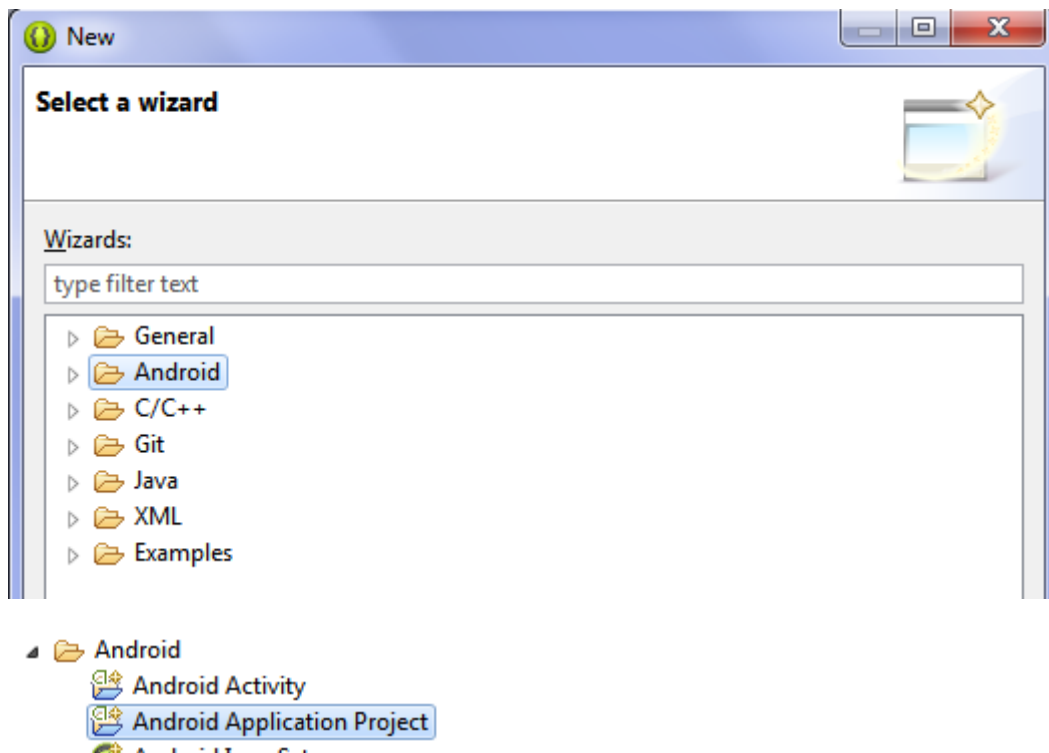 New
Select a wizard
Wizards:
type filter text
General
Android
C/C++
Git
Java
XML
Examples
Android
Android Activity
Android Application Project